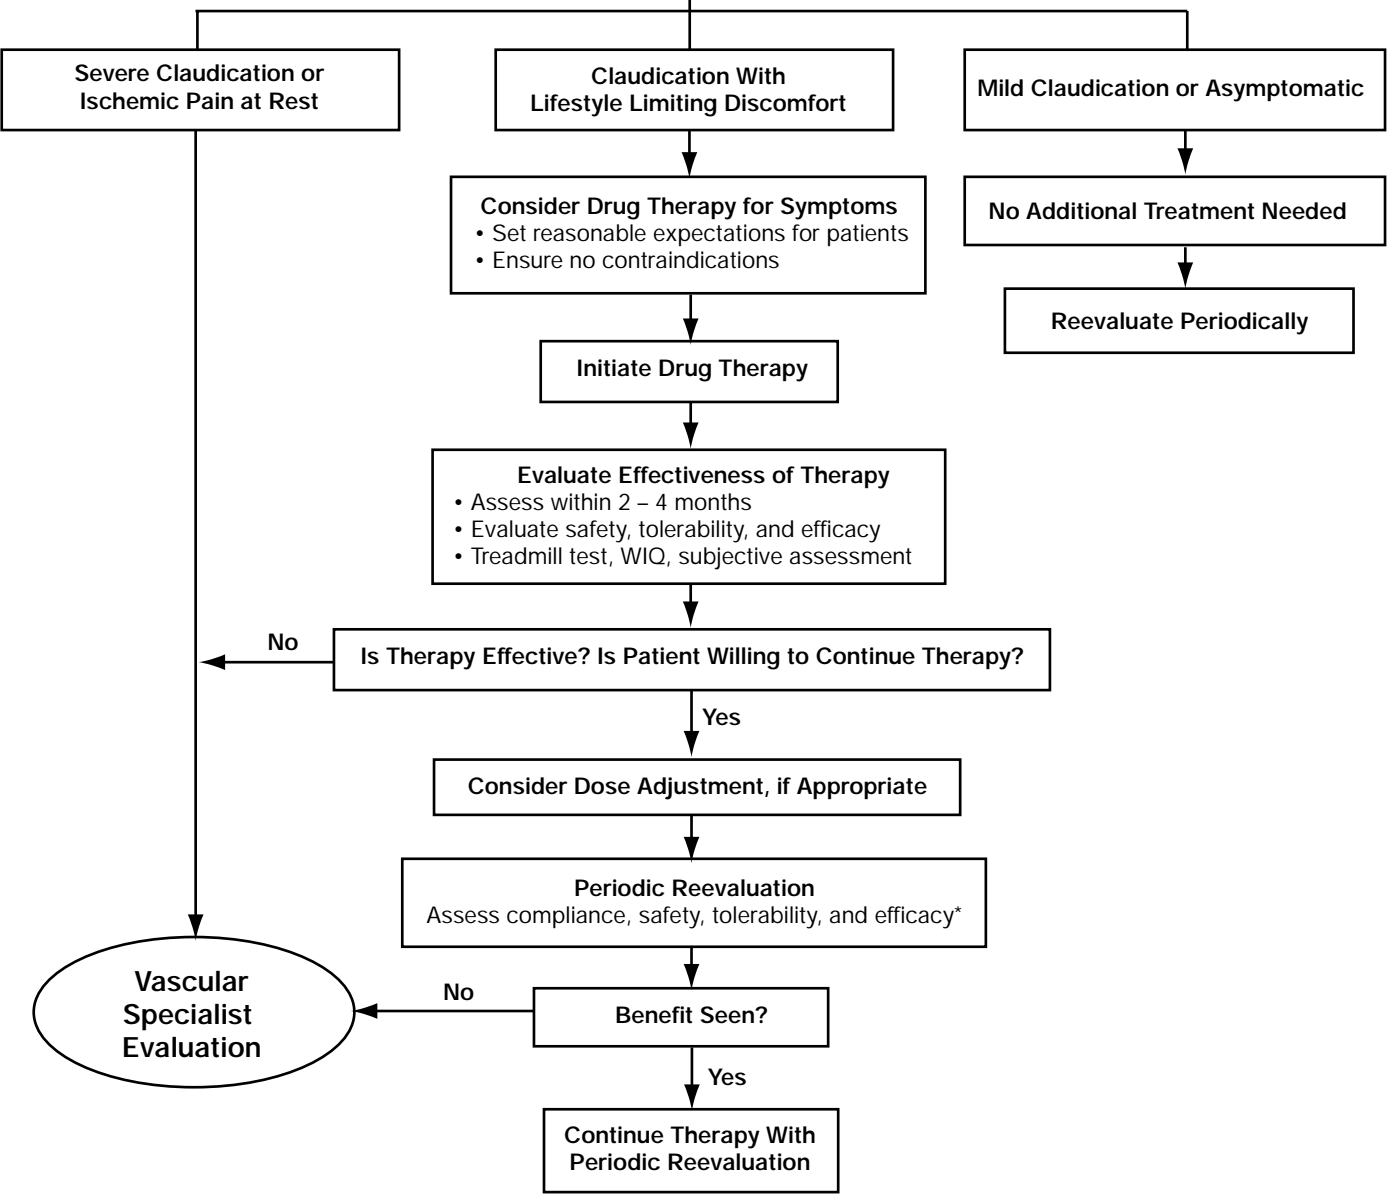 Severe Claudication or
Ischemic Pain at Rest
Claudication With
Lifestyle Limiting Discomfort
Mild Claudication or Asymptomatic
Consider Drug Therapy for Symptoms
• Set reasonable expectations for patients
• Ensure no contraindications
No Additional Treatment Needed
Reevaluate Periodically
Initiate Drug Therapy
Evaluate Effectiveness of Therapy
• Assess within 2 – 4 months
• Evaluate safety, tolerability, and efficacy
• Treadmill test, WIQ, subjective assessment
No
Is Therapy Effective? Is Patient Willing to Continue Therapy?
Yes
Consider Dose Adjustment, if Appropriate
Periodic Reevaluation
Assess compliance, safety, tolerability, and efficacy*
Vascular
Specialist
Evaluation
No
Benefit Seen?
Yes
Continue Therapy With
Periodic Reevaluation